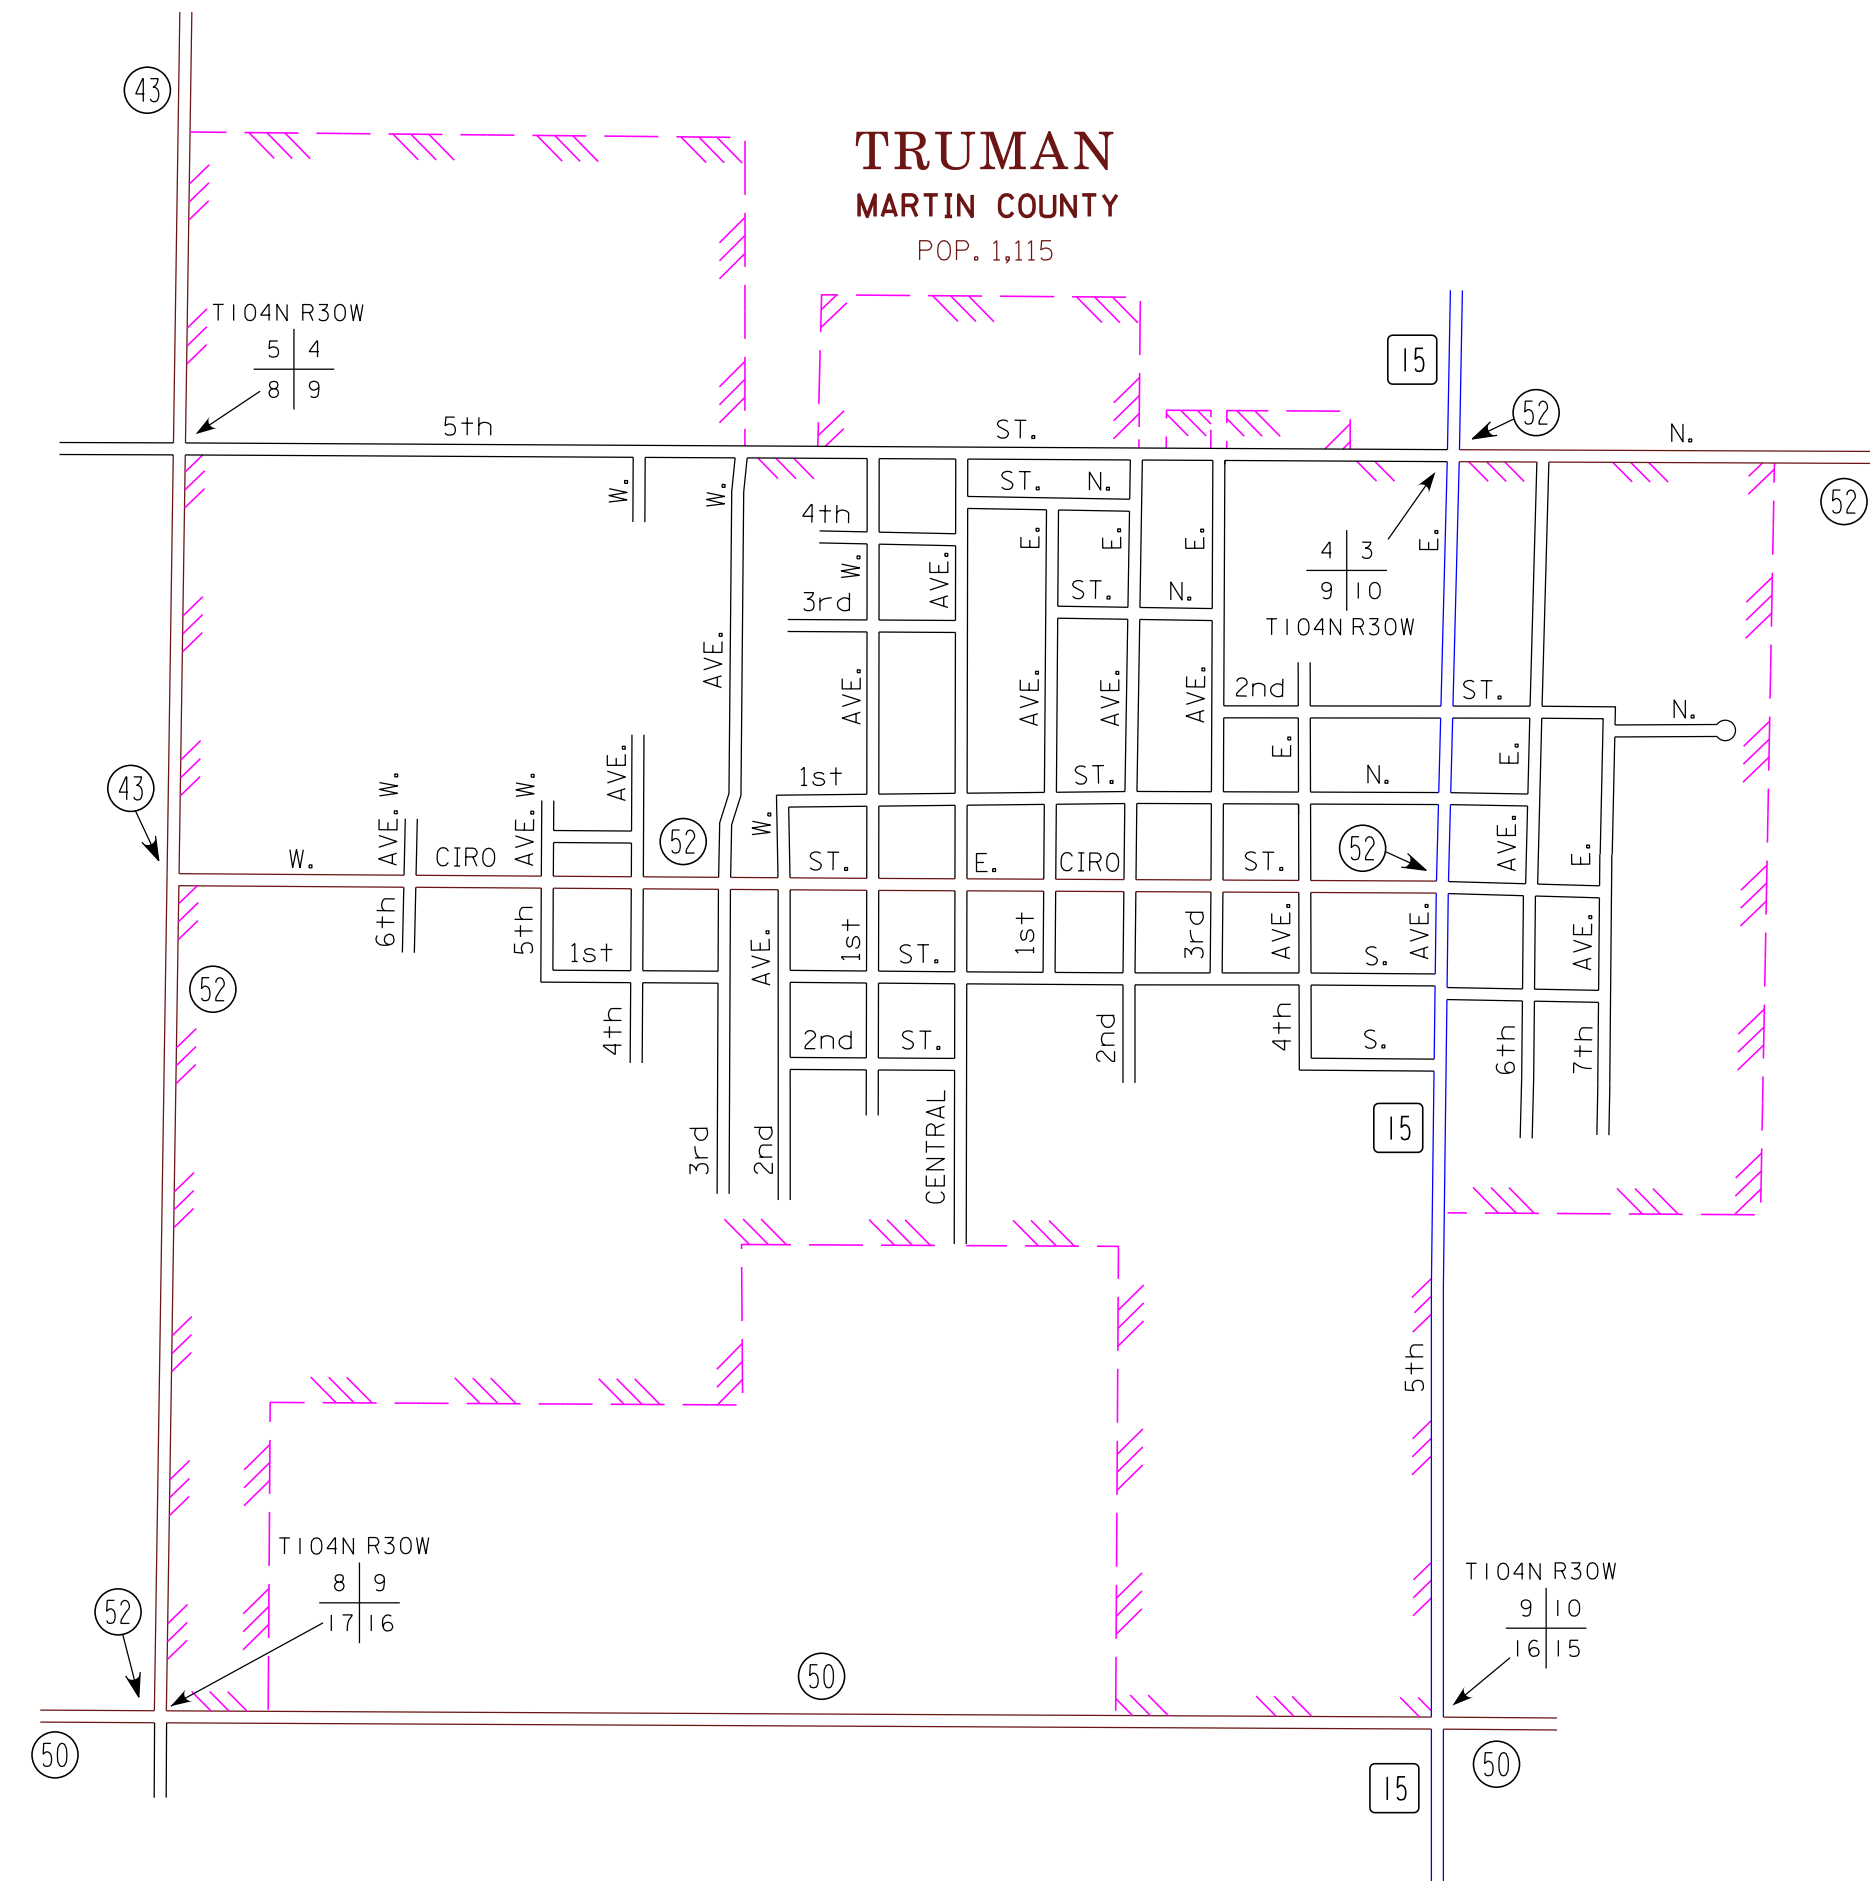 43
TRUMAN
MARTIN COUNTY
POP. 1,115
T104N R30W
5 4
8 9
15
52
5th ST. N.
52
W.
W.
4th ST. N.
E.
E.
E.
E.
4 3
9 10
T104N R30W
W.
AVE.
3rd ST. N.
AVE.
AVE.
AVE.
AVE.
AVE.
2nd ST. N.
E.
E.
43
AVE. W.
AVE. W.
AVE.
1st ST. N.
W.
52
52
AVE.
E.
W. CIRO ST. E. CIRO ST.
6th
5th
1st
1st
3rd
AVE.
AVE.
AVE.
AVE.
1st ST. S.
52
4th
2nd ST. S.
2nd
4th
6th
7th
15
3rd
2nd
CENTRAL
5th
T104N R30W
8 9
17 16
52
T104N R30W
9 10
16 15
50
50
15
50